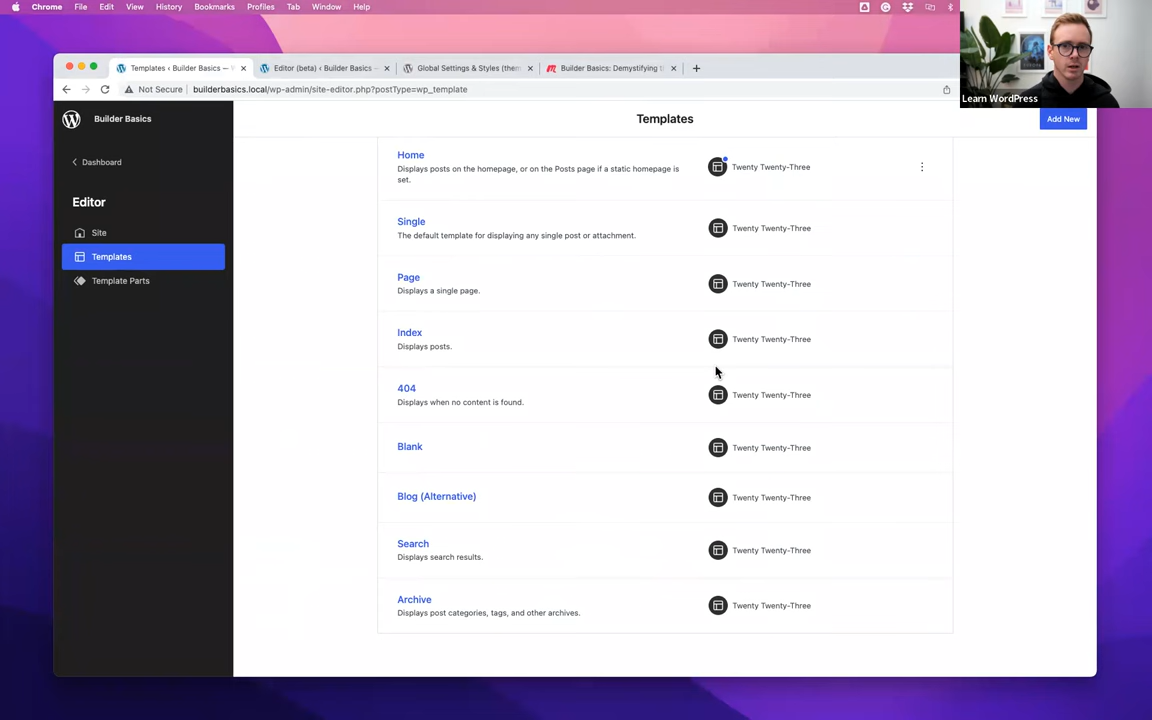 Chrome File Edit View History Bookmarks Profiles Tab Window Help
Templates ‹ Builder Basics — W
Editor (beta) ‹ Builder Basics —
Global Settings & Styles (them
Builder Basics: Demystifying t
Not Secure builderbasics.local/wp-admin/site-editor.php?postType=wp_template
Learn WordPress
Builder Basics
Templates
Add New
Dashboard
Editor
Site
Templates
Template Parts
Home
Displays posts on the homepage, or on the Posts page if a static homepage is
set.
Twenty Twenty-Three
Single
The default template for displaying any single post or attachment.
Twenty Twenty-Three
Page
Displays a single page.
Twenty Twenty-Three
Index
Displays posts.
Twenty Twenty-Three
404
Displays when no content is found.
Twenty Twenty-Three
Blank
Twenty Twenty-Three
Blog (Alternative)
Twenty Twenty-Three
Search
Displays search results.
Twenty Twenty-Three
Archive
Displays post categories, tags, and other archives.
Twenty Twenty-Three